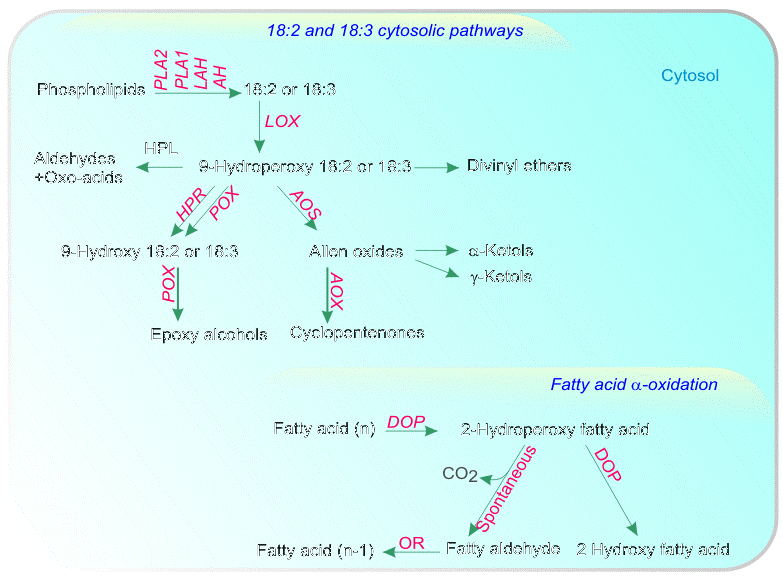 18:2 and 18:3 cytosolic pathways
Cytosol
PLA2
PLA1
LAH
AH
Phospholipids
18:2 or 18:3
LOX
HPL
Aldehydes
+Oxo-acids
9-Hydroperoxy 18:2 or 18:3
Divinyl ethers
HPR
POX
AOS
9-Hydroxy 18:2 or 18:3
Allen oxides
α-Ketols
γ-Ketols
POX
AOX
Epoxy alcohols
Cyclopentenones
Fatty acid α-oxidation
Fatty acid (n)
DOP
2-Hydroperoxy fatty acid
CO2
Spontaneous
DOP
Fatty acid (n-1)
OR
Fatty aldehyde
2 Hydroxy fatty acid